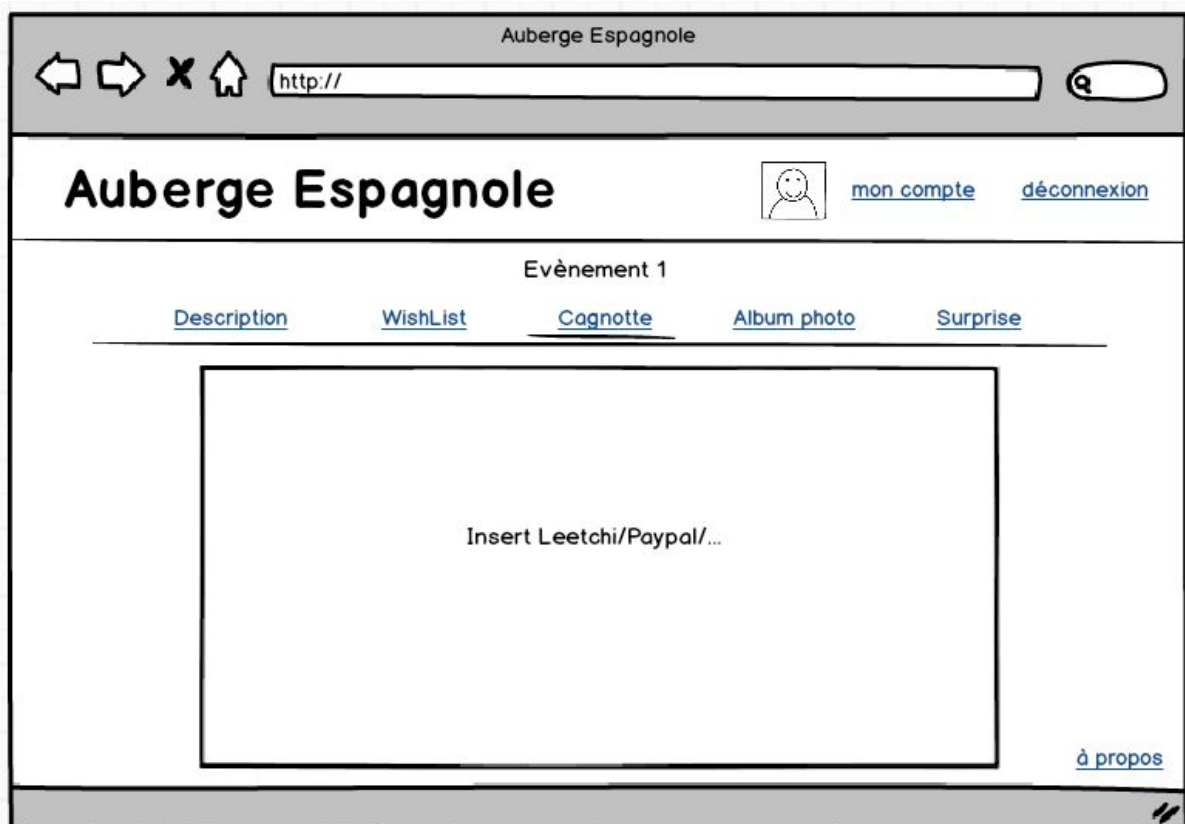 Auberge Espagnole
http://
Auberge Espagnole
mon compte déconnexion
Evènement 1
Description WishList Cagnotte Album photo Surprise
Insert Leetchi/Paypal/...
à propos